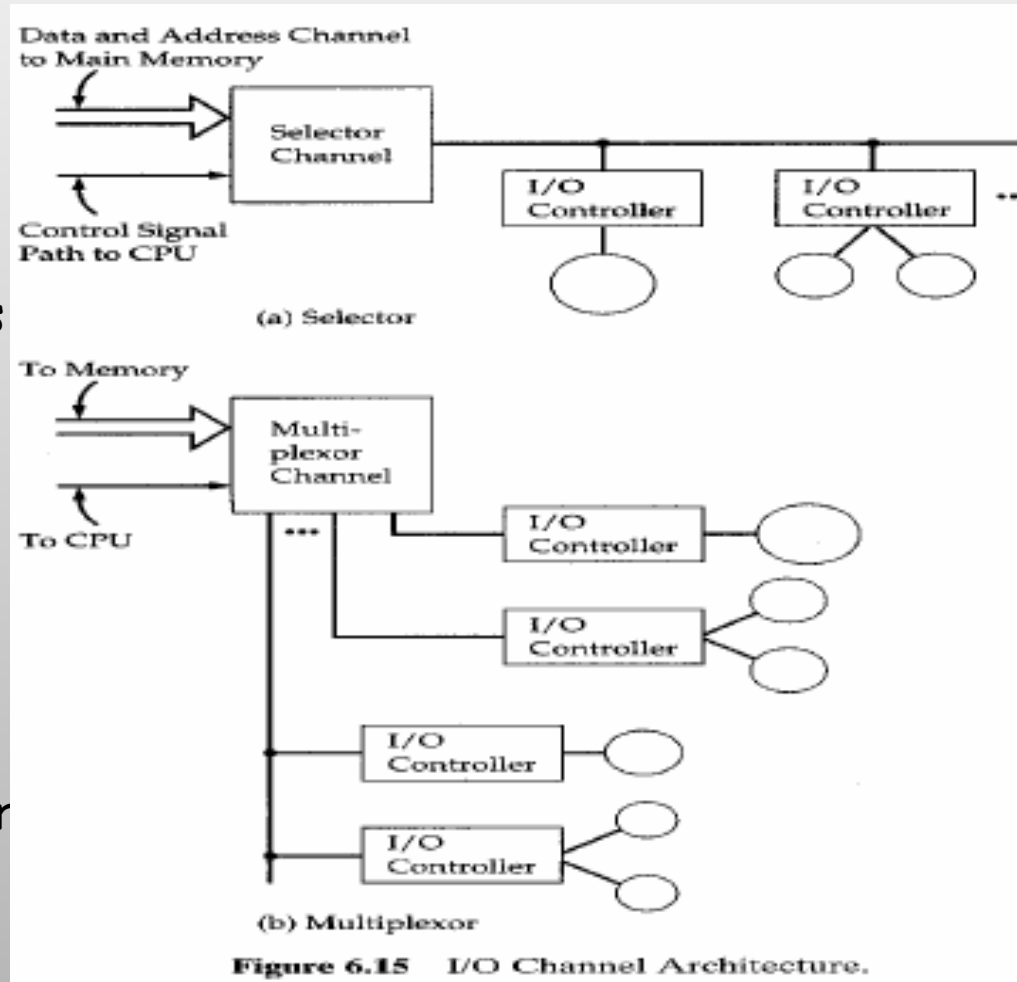 Data and Address Channel
to Main Memory
Selector
Channel
I/O
Controller
I/O
Controller
...
Control Signal
Path to CPU
(a) Selector
s
To Memory
Multi-
plexor
Channel
To CPU
...
I/O
Controller
I/O
Controller
I/O
Controller
r
I/O
Controller
(b) Multiplexor
Figure 6.15 I/O Channel Architecture.